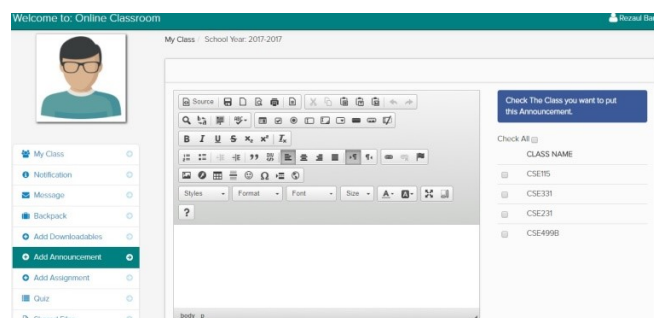 Welcome to: Online Classroom
Rezaul Bar
My Class / School Year: 2017-2017
Source
B I U S x₂ x² Iₓ
Styles Format Font Size A A
?
body p
My Class
Notification
Message
Backpack
Add Downloadables
Add Announcement
Add Assignment
Quiz
Check The Class you want to put
this Announcement.
Check All
CLASS NAME
CSE115
CSE331
CSE231
CSE499B